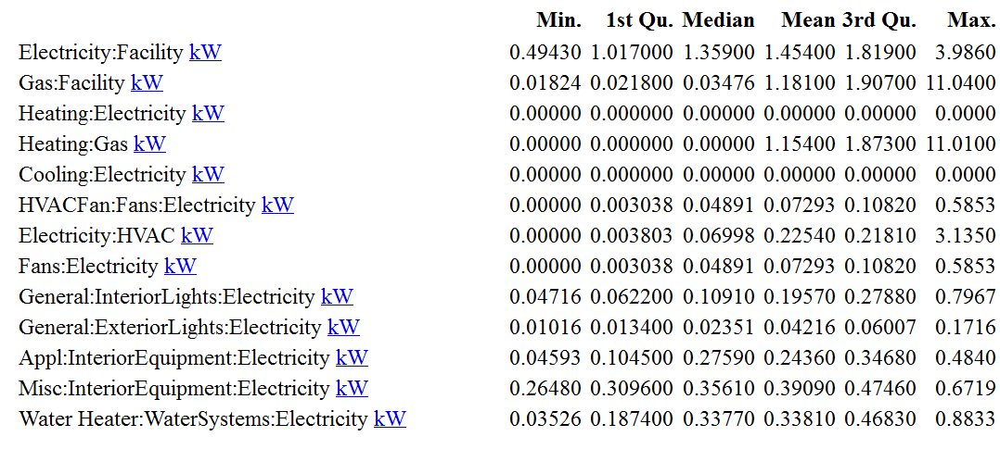 Min. 1st Qu. Median Mean 3rd Qu. Max.
Electricity:Facility kW 0.49430 1.017000 1.35900 1.45400 1.81900 3.9860
Gas:Facility kW 0.01824 0.021800 0.03476 1.18100 1.90700 11.0400
Heating:Electricity kW 0.00000 0.000000 0.00000 0.00000 0.00000 0.0000
Heating:Gas kW 0.00000 0.000000 0.00000 1.15400 1.87300 11.0100
Cooling:Electricity kW 0.00000 0.000000 0.00000 0.00000 0.00000 0.0000
HVACFan:Fans:Electricity kW 0.00000 0.003038 0.04891 0.07293 0.10820 0.5853
Electricity:HVAC kW 0.00000 0.003803 0.06998 0.22540 0.21810 3.1350
Fans:Electricity kW 0.00000 0.003038 0.04891 0.07293 0.10820 0.5853
General:InteriorLights:Electricity kW 0.04716 0.062200 0.10910 0.19570 0.27880 0.7967
General:ExteriorLights:Electricity kW 0.01016 0.013400 0.02351 0.04216 0.06007 0.1716
Appl:InteriorEquipment:Electricity kW 0.04593 0.104500 0.27590 0.24360 0.34680 0.4840
Misc:InteriorEquipment:Electricity kW 0.26480 0.309600 0.35610 0.39090 0.47460 0.6719
Water Heater:WaterSystems:Electricity kW 0.03526 0.187400 0.33770 0.33810 0.46830 0.8833